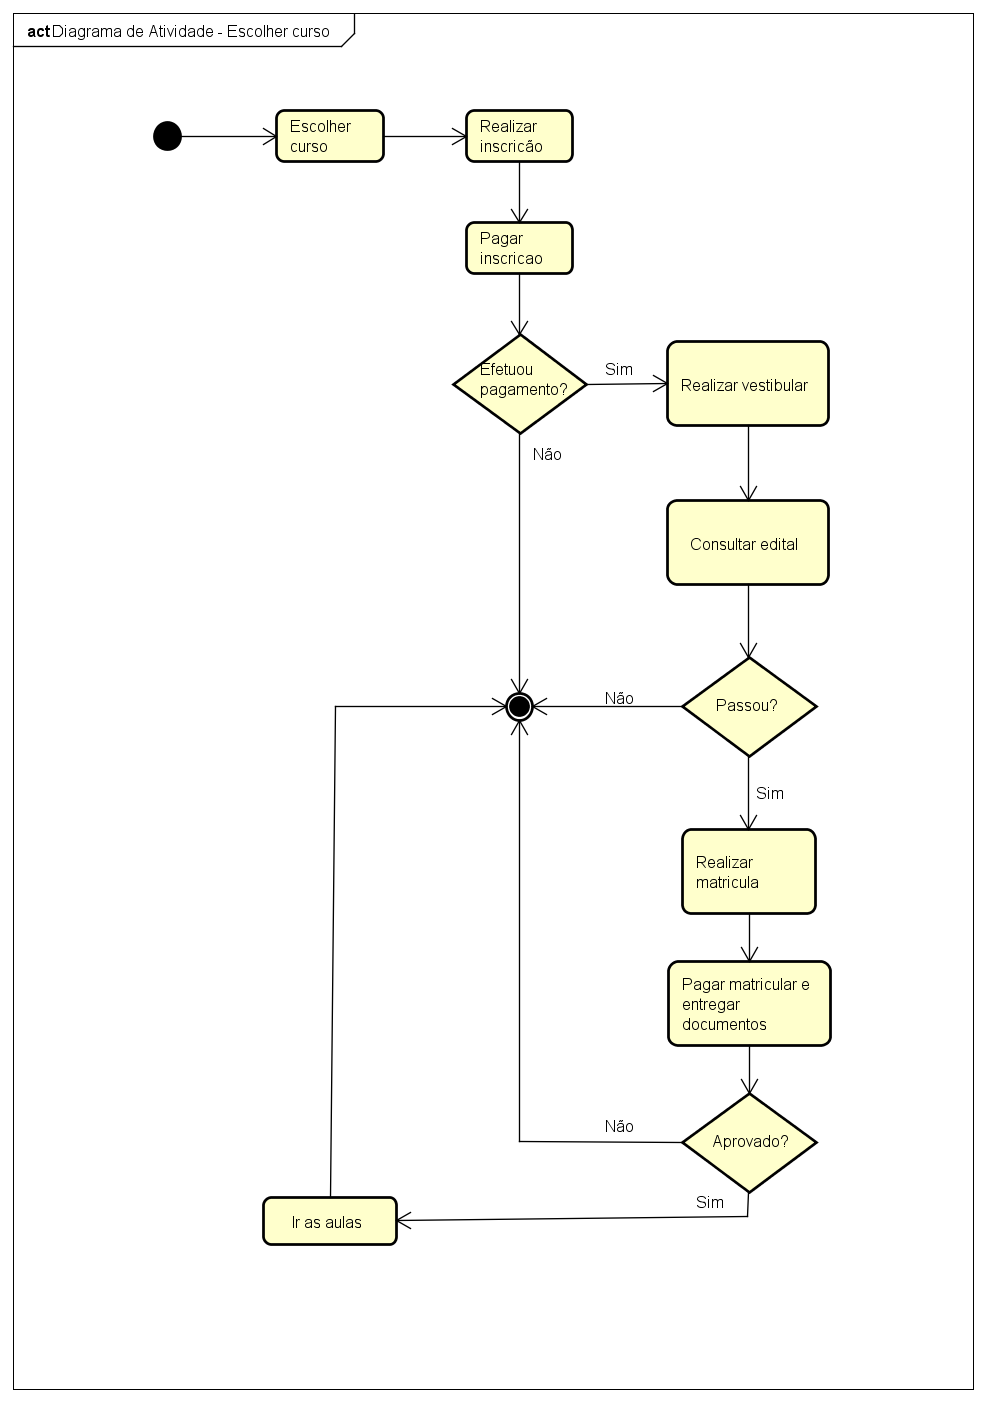 act Diagrama de Atividade - Escolher curso
Escolher
curso
Realizar
inscricão
Pagar
inscricao
Efetuou
pagamento?
Sim
Realizar vestibular
Não
Consultar edital
Não
Passou?
Sim
Realizar
matricula
Pagar matricular e
entregar
documentos
Não
Aprovado?
Sim
Ir as aulas